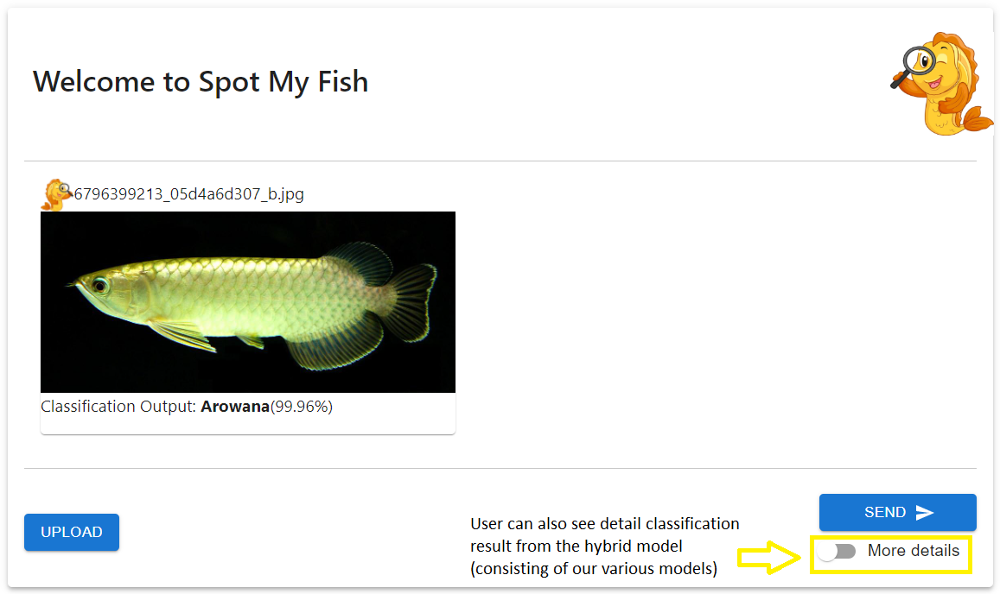 Welcome to Spot My Fish
6796399213_05d4a6d307_b.jpg
Classification Output: Arowana(99.96%)
UPLOAD
User can also see detail classification
result from the hybrid model
(consisting of our various models)
SEND
More details